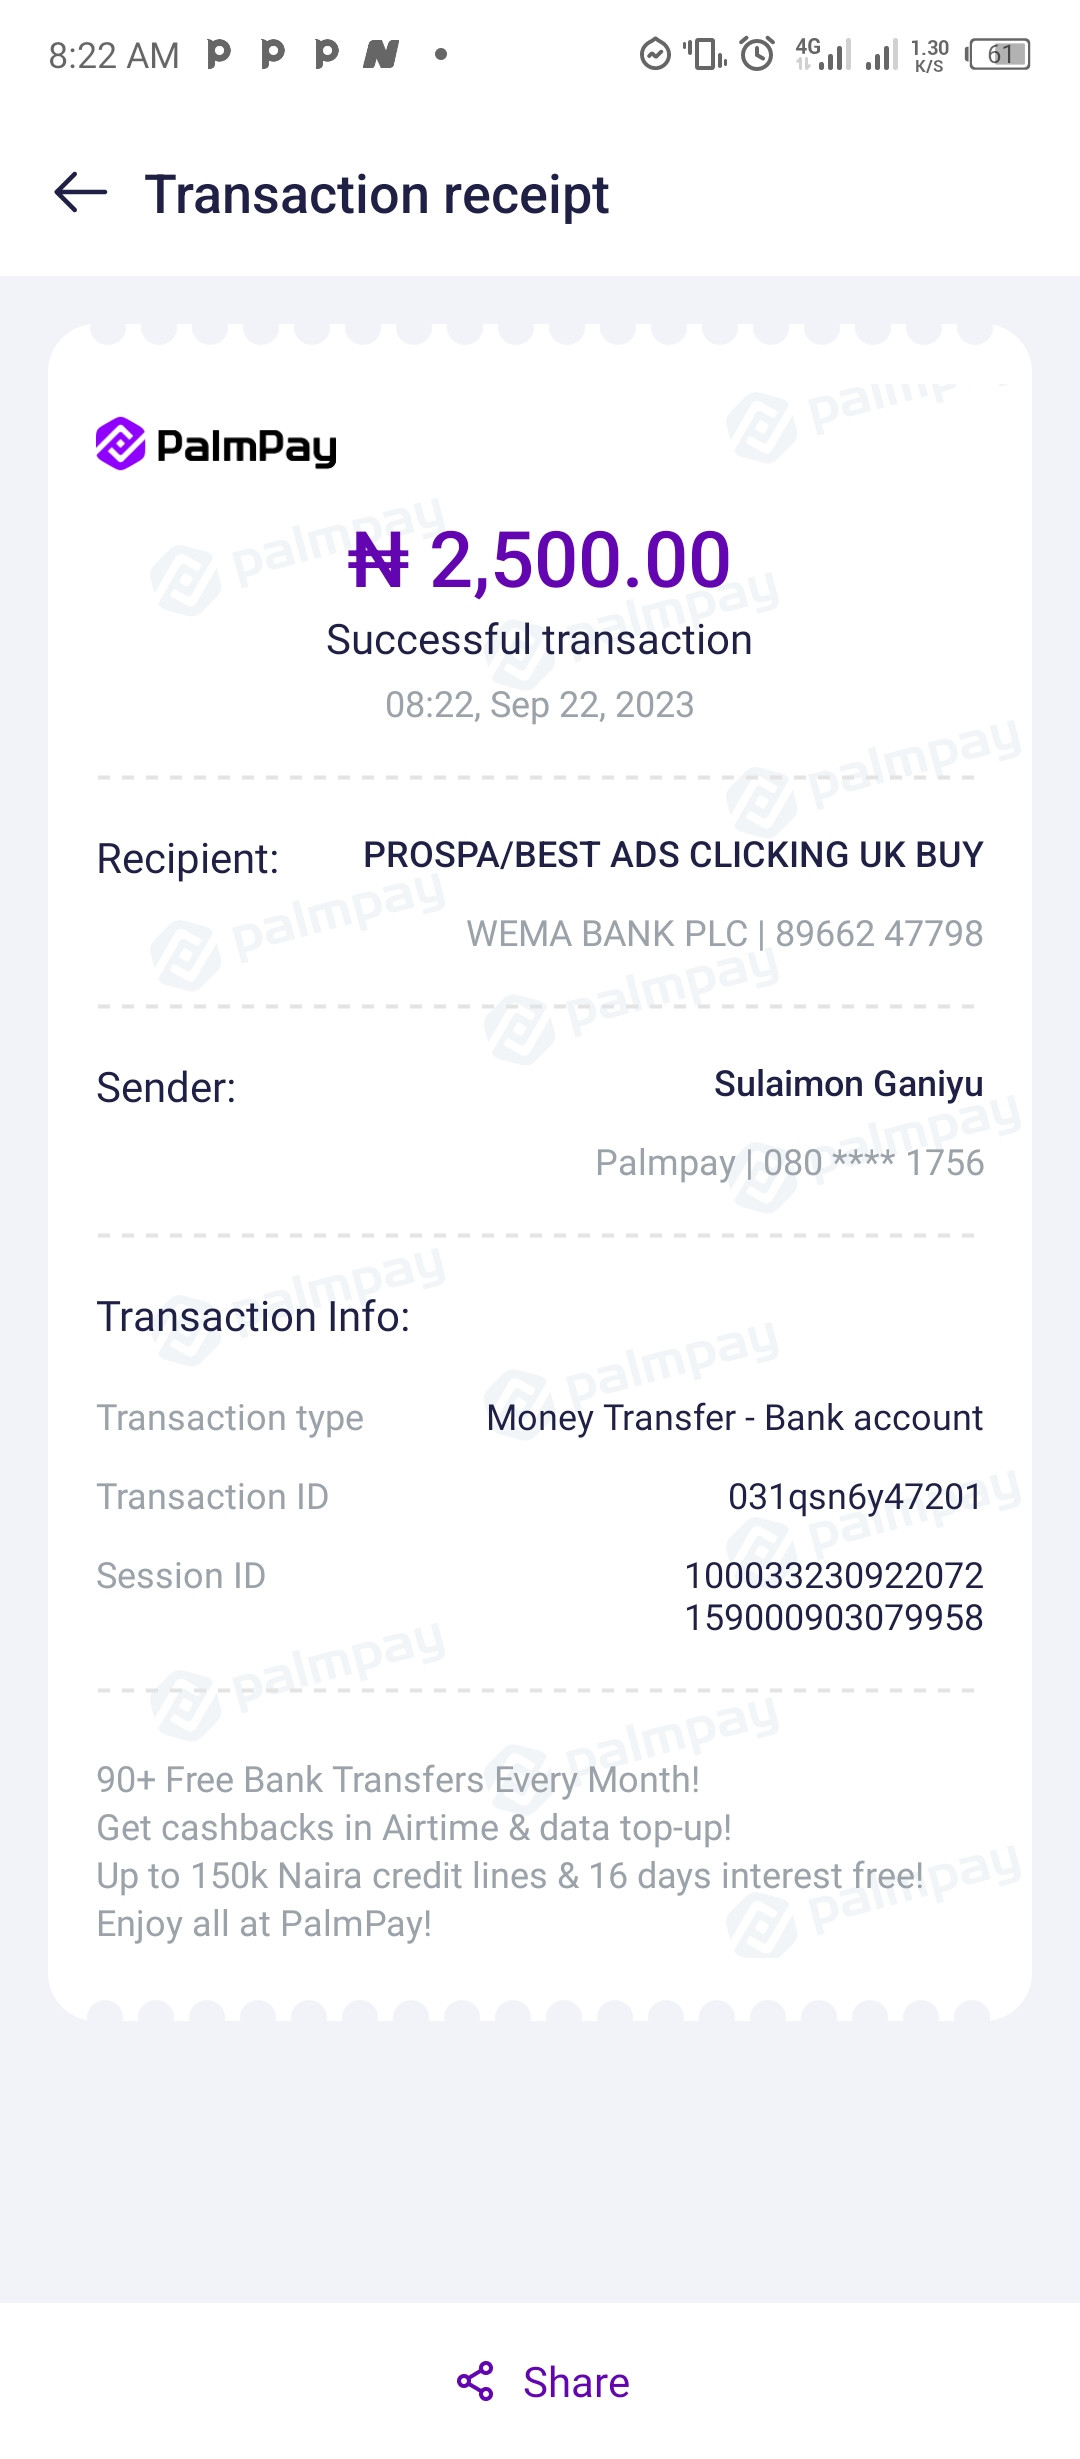 8:22 AM
4G
1.30
K/S
61
Transaction receipt
PalmPay
₦ 2,500.00
Successful transaction
08:22, Sep 22, 2023
Recipient: PROSPA/BEST ADS CLICKING UK BUY
WEMA BANK PLC | 89662 47798
Sender: Sulaimon Ganiyu
Palmpay | 080 **** 1756
Transaction Info:
Transaction type Money Transfer - Bank account
Transaction ID 031qsn6y47201
Session ID 100033230922072
159000903079958
90+ Free Bank Transfers Every Month!
Get cashbacks in Airtime & data top-up!
Up to 150k Naira credit lines & 16 days interest free!
Enjoy all at PalmPay!
Share